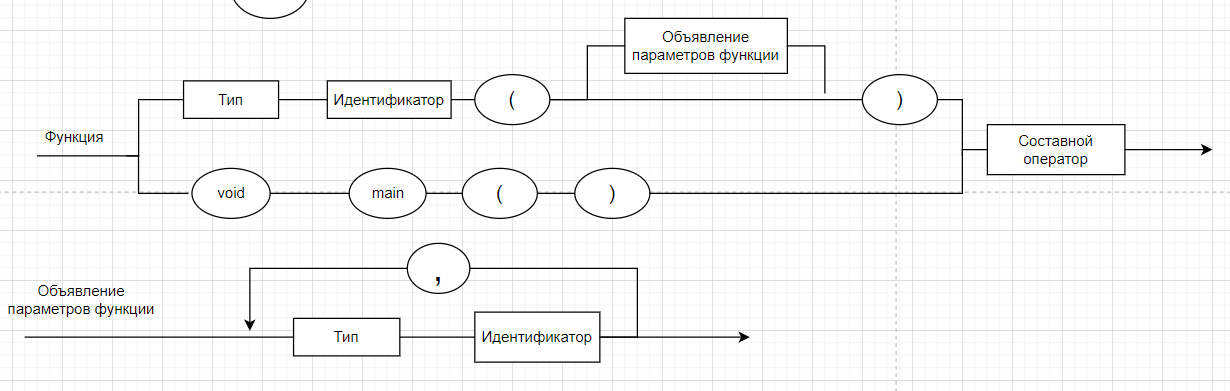 Объявление
параметров функции
Тип
Идентификатор
(
)
Функция
Составной
оператор
void
main
(
)
,
Объявление
параметров функции
Тип
Идентификатор